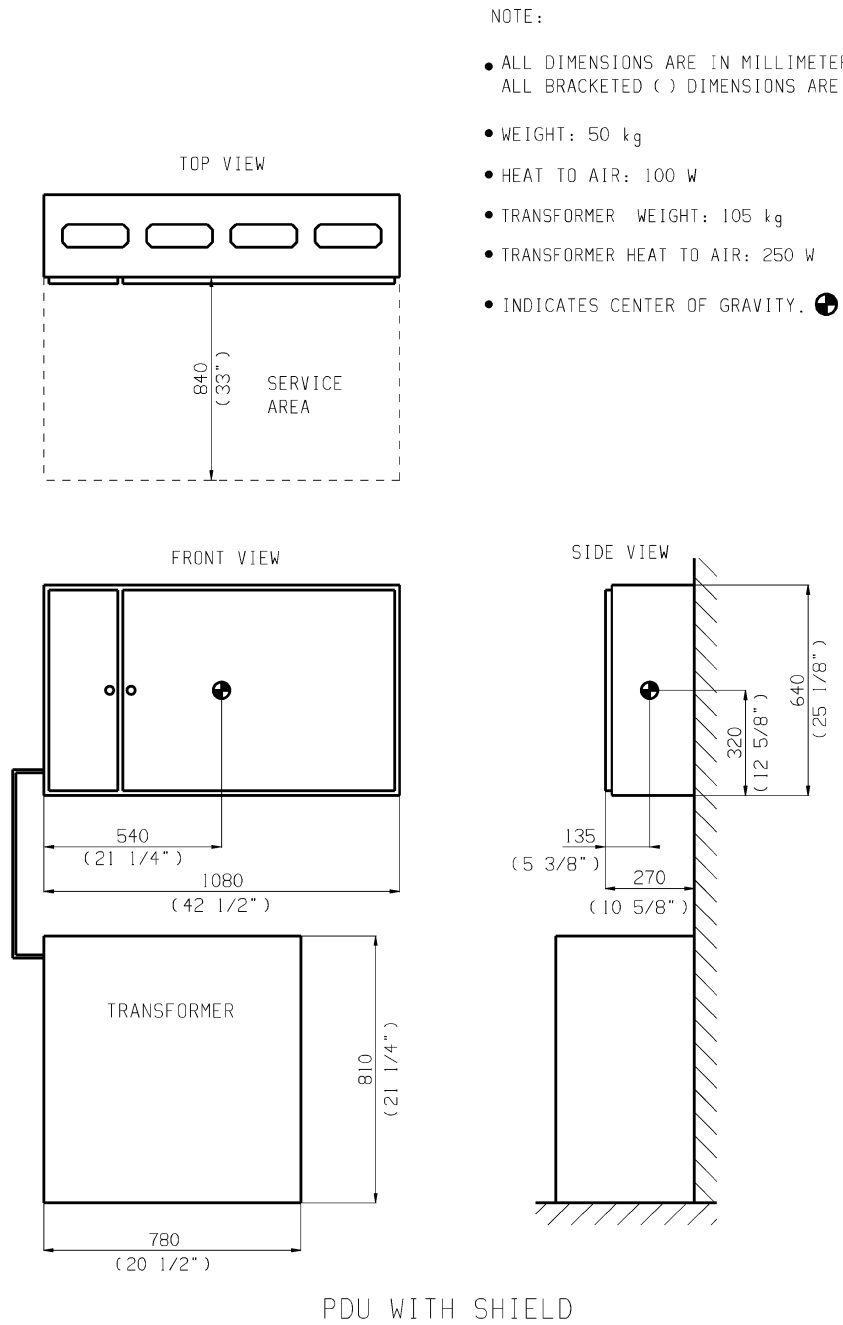 NOTE:
● ALL DIMENSIONS ARE IN MILLIMETER
ALL BRACKETED ( ) DIMENSIONS ARE
● WEIGHT: 50 kg
TOP VIEW
● HEAT TO AIR: 100 W
● TRANSFORMER WEIGHT: 105 kg
● TRANSFORMER HEAT TO AIR: 250 W
● INDICATES CENTER OF GRAVITY.
840
(33")
SERVICE
AREA
FRONT VIEW
SIDE VIEW
640
(25 1/8")
320
(12 5/8")
540
(21 1/4")
1080
(42 1/2")
135
(5 3/8")
270
(10 5/8")
TRANSFORMER
810
(21 1/4")
780
(20 1/2")
PDU WITH SHIELD